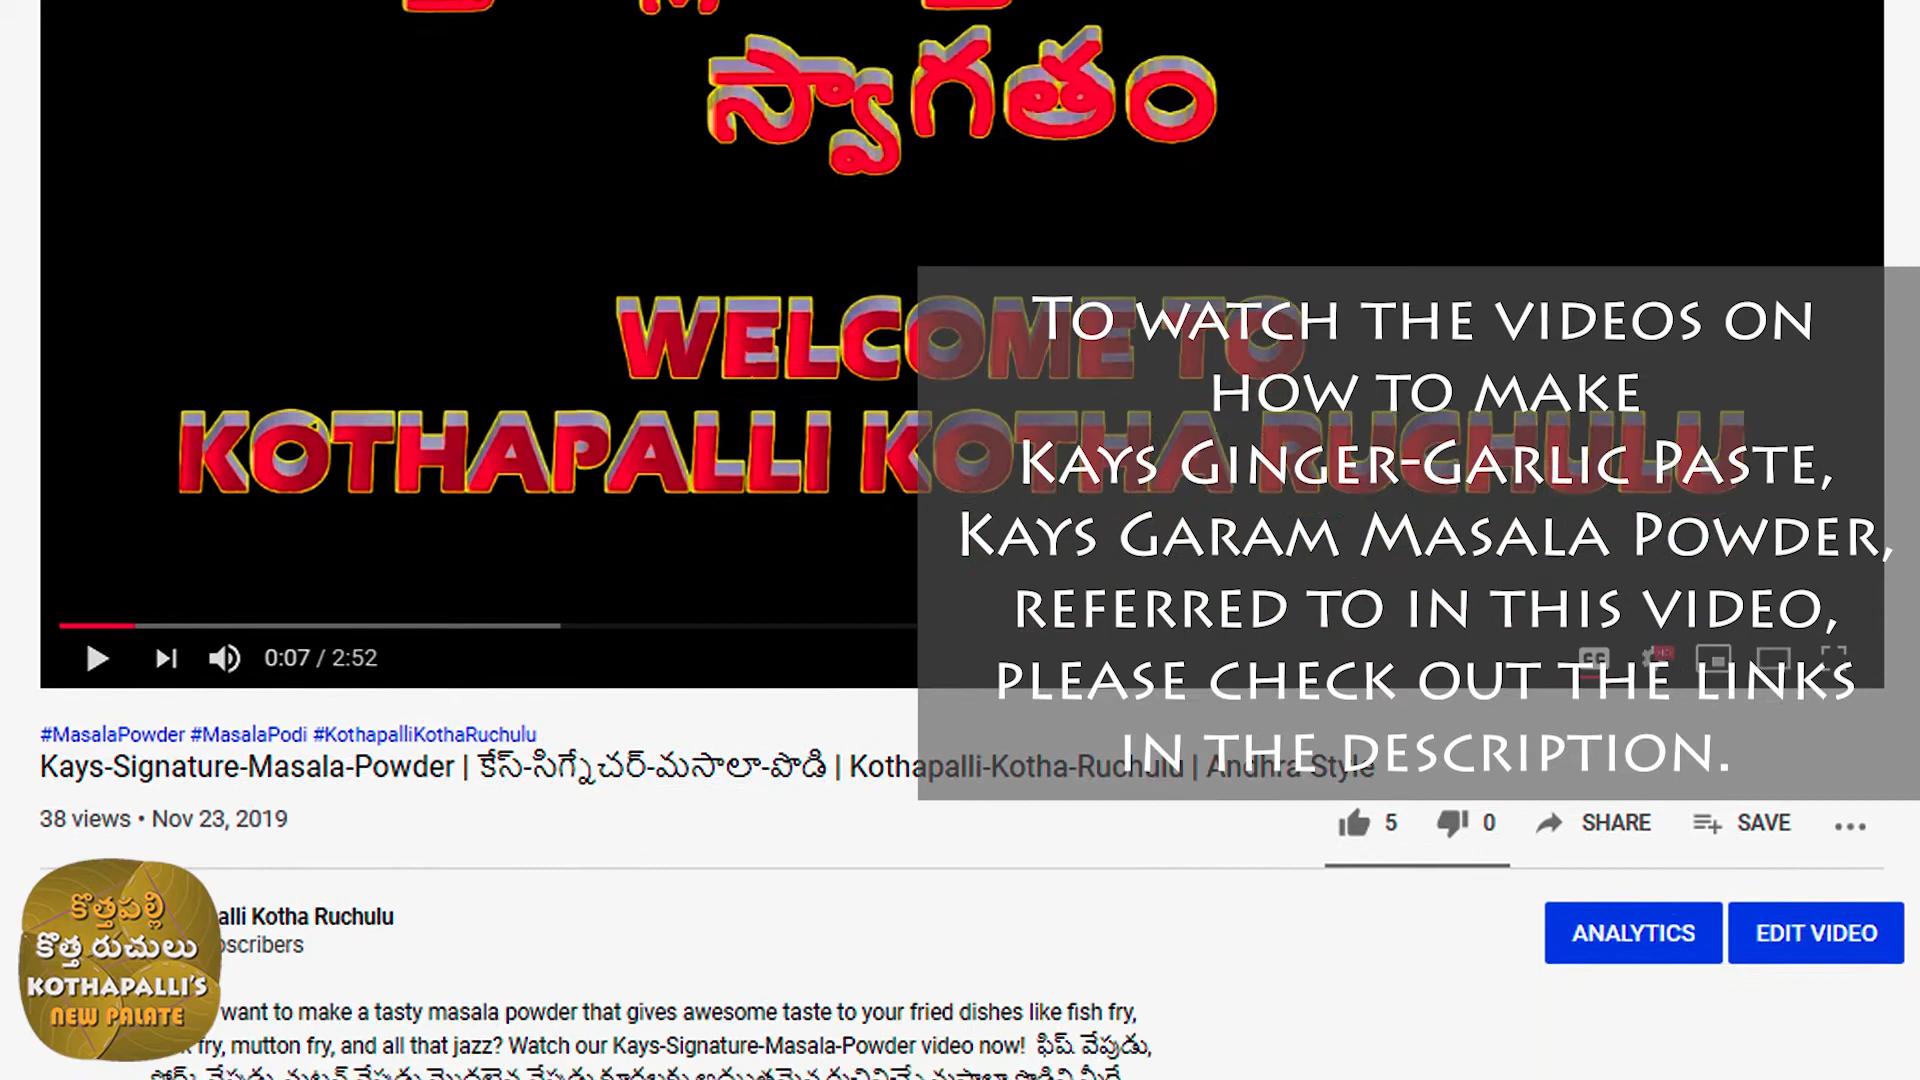 స్వాగతం
WELCOME TO
KOTHAPALLI KOTHA RUCHULU
TO WATCH THE VIDEOS ON
HOW TO MAKE
KAYS GINGER-GARLIC PASTE,
KAYS GARAM MASALA POWDER,
REFERRED TO IN THIS VIDEO,
PLEASE CHECK OUT THE LINKS
IN THE DESCRIPTION.
0:07 / 2:52
#MasalaPowder #MasalaPodi #KothapalliKothaRuchulu
Kays-Signature-Masala-Powder | కేస్-సిగ్నేచర్-మసాలా-పొడి | Kothapalli-Kotha-Ruchulu | Andhra Style
38 views • Nov 23, 2019
5 0 SHARE SAVE
alli Kotha Ruchulu
scribers
ANALYTICS EDIT VIDEO
కొత్తపల్లి
కొత్త రుచులు
KOTHAPALLI'S
NEW PALATE
want to make a tasty masala powder that gives awesome taste to your fried dishes like fish fry,
fry, mutton fry, and all that jazz? Watch our Kays-Signature-Masala-Powder video now! ఫిష్ వేపుడు,